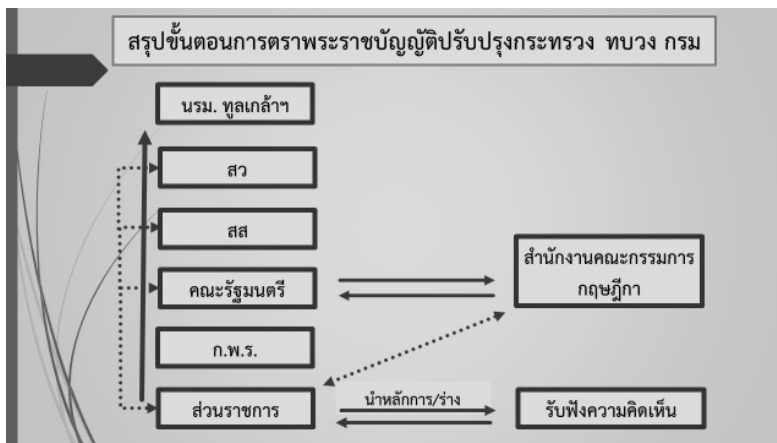 สรุปขั้นตอนการตราพระราชบัญญัติปรับปรุงกระทรวง ทบวง กรม
นรม. ทูลเกล้าฯ
สว
สส
สำนักงานคณะกรรมการ
กฤษฎีกา
คณะรัฐมนตรี
ก.พ.ร.
ส่วนราชการ
นำหลักการ/ร่าง
รับฟังความคิดเห็น